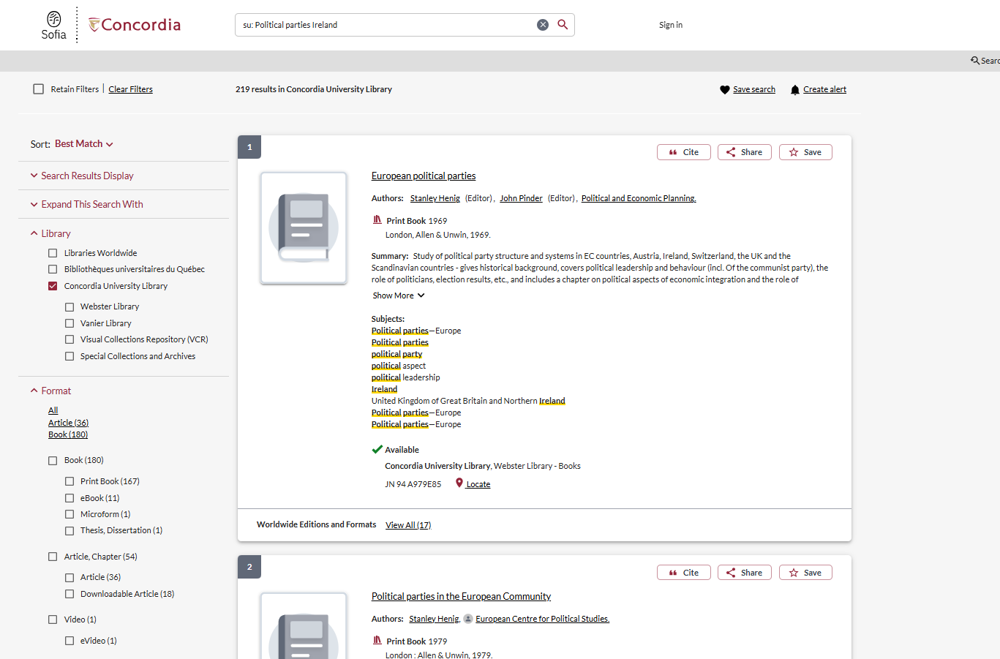 Sofia
Concordia
su: Political parties Ireland
Sign in
Searc
Retain Filters | Clear Filters
219 results in Concordia University Library
Save search
Create alert
Sort: Best Match
Search Results Display
Expand This Search With
Library
Libraries Worldwide
Bibliothèques universitaires du Québec
Concordia University Library
Webster Library
Vanier Library
Visual Collections Repository (VCR)
Special Collections and Archives
Format
All
Article (36)
Book (180)
Book (180)
Print Book (167)
eBook (11)
Microform (1)
Thesis, Dissertation (1)
Article, Chapter (54)
Article (36)
Downloadable Article (18)
Video (1)
eVideo (1)
1
Cite
Share
Save
European political parties
Authors: Stanley Henig (Editor), John Pinder (Editor), Political and Economic Planning.
Print Book 1969
London, Allen & Unwin, 1969.
Summary: Study of political party structure and systems in EC countries, Austria, Ireland, Switzerland, the UK and the
Scandinavian countries - gives historical background, covers political leadership and behaviour (incl. Of the communist party), the
role of politicians, election results, etc., and includes a chapter on political aspects of economic integration and the role of
Show More
Subjects:
Political parties—Europe
Political parties
political party
political aspect
political leadership
Ireland
United Kingdom of Great Britain and Northern Ireland
Political parties—Europe
Political parties—Europe
Available
Concordia University Library, Webster Library - Books
JN 94 A979E85
Locate
Worldwide Editions and Formats View All (17)
2
Cite
Share
Save
Political parties in the European Community
Authors: Stanley Henig, European Centre for Political Studies.
Print Book 1979
London : Allen & Unwin, 1979.